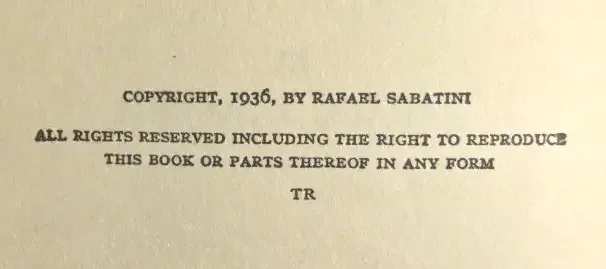 COPYRIGHT, 1936, BY RAFAEL SABATINI
ALL RIGHTS RESERVED INCLUDING THE RIGHT TO REPRODUCE
THIS BOOK OR PARTS THEREOF IN ANY FORM
TR